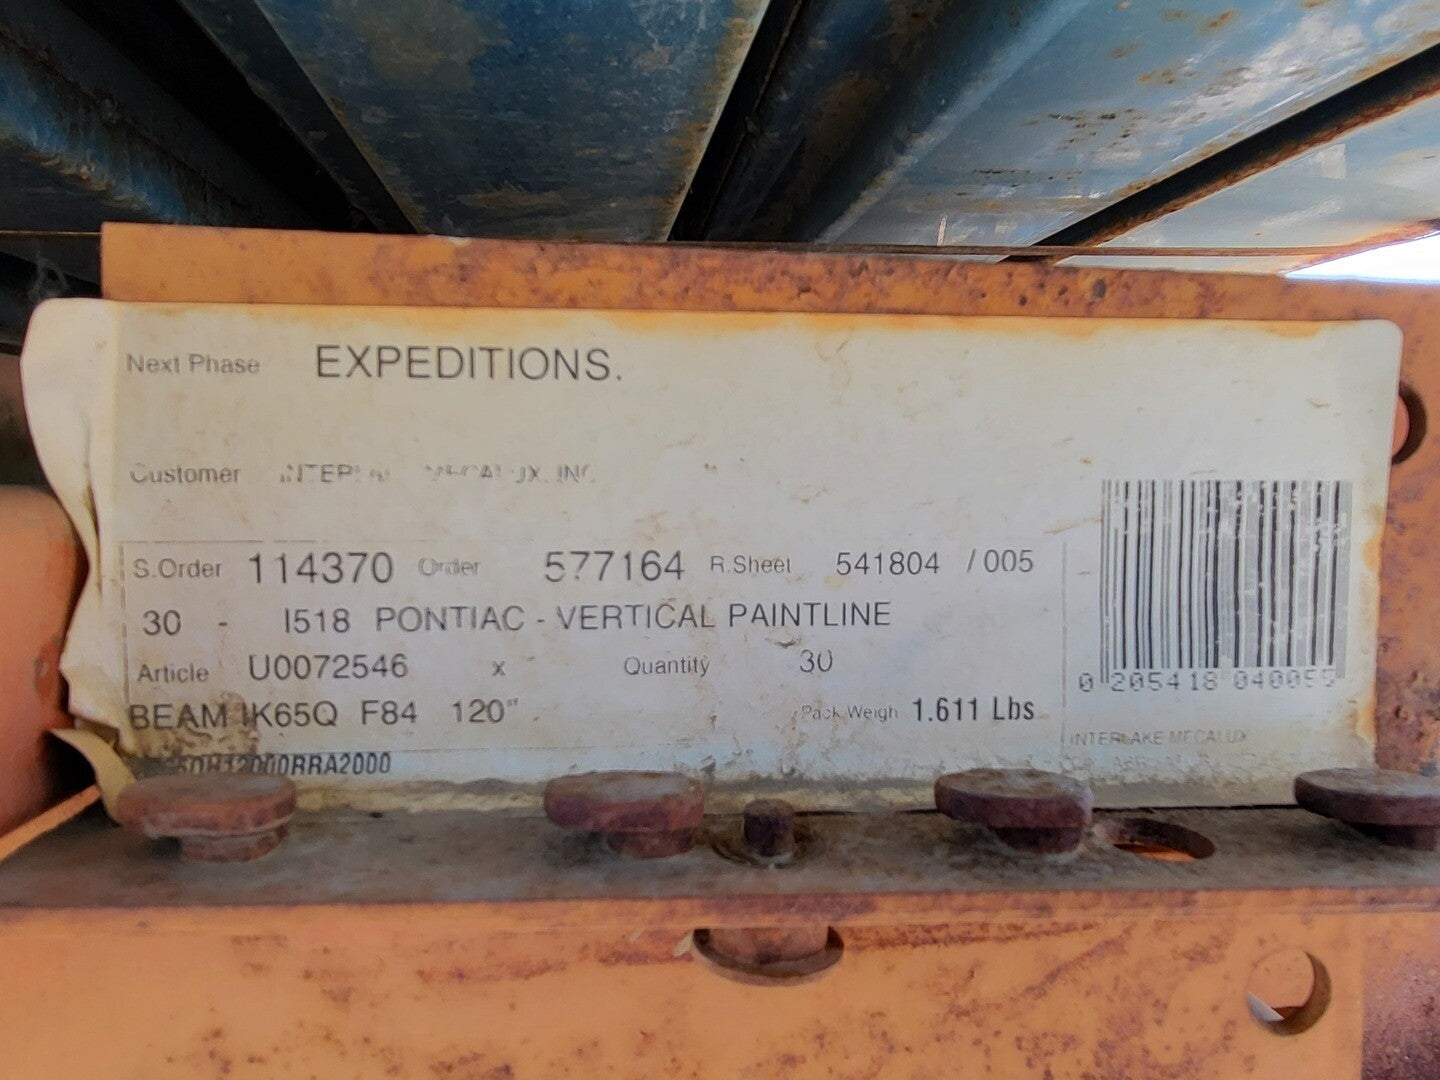 Next Phase EXPEDITIONS.
Customer
S.Order 114370 Order 577164 R.Sheet 541804 /005
30 - I518 PONTIAC - VERTICAL PAINTLINE
Article U0072546 x Quantity 30
BEAM IK65Q F84 120" Pack Weigh 1.611 Lbs
0 205418 040055
INTERLAKE MECALUX